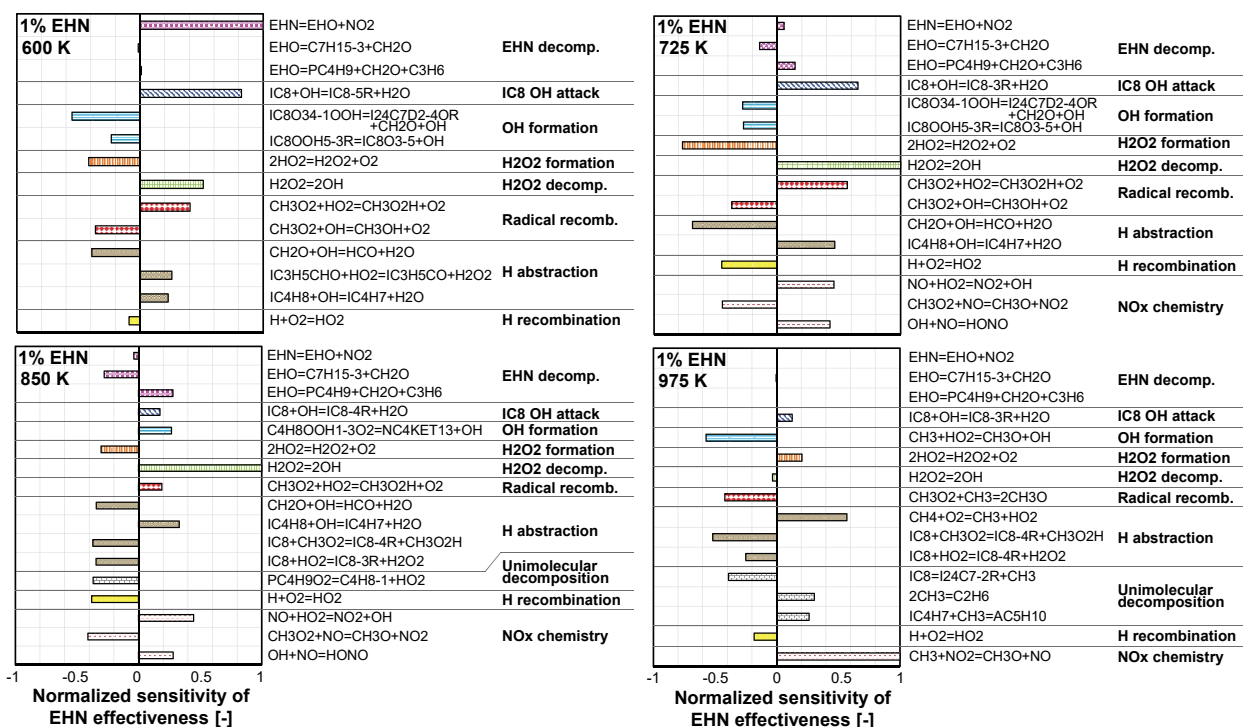 1% EHN
600 K
EHN=EHO+NO2
EHO=C7H15-3+CH2O
EHO=PC4H9+CH2O+C3H6
EHN decomp.
IC8+OH=IC8-5R+H2O
IC8 OH attack
IC8O34-1OOH=I24C7D2-4OR
+CH2O+OH
IC8OOH5-3R=IC8O3-5+OH
OH formation
2HO2=H2O2+O2
H2O2 formation
H2O2=2OH
H2O2 decomp.
CH3O2+HO2=CH3O2H+O2
CH3O2+OH=CH3OH+O2
Radical recomb.
CH2O+OH=HCO+H2O
IC3H5CHO+HO2=IC3H5CO+H2O2
IC4H8+OH=IC4H7+H2O
H abstraction
H+O2=HO2
H recombination
1% EHN
725 K
EHN=EHO+NO2
EHO=C7H15-3+CH2O
EHO=PC4H9+CH2O+C3H6
EHN decomp.
IC8+OH=IC8-3R+H2O
IC8 OH attack
IC8O34-1OOH=I24C7D2-4OR
+CH2O+OH
IC8OOH5-3R=IC8O3-5+OH
OH formation
2HO2=H2O2+O2
H2O2 formation
H2O2=2OH
H2O2 decomp.
CH3O2+HO2=CH3O2H+O2
CH3O2+OH=CH3OH+O2
Radical recomb.
CH2O+OH=HCO+H2O
IC4H8+OH=IC4H7+H2O
H abstraction
H+O2=HO2
H recombination
NO+HO2=NO2+OH
CH3O2+NO=CH3O+NO2
OH+NO=HONO
NOx chemistry
1% EHN
850 K
EHN=EHO+NO2
EHO=C7H15-3+CH2O
EHO=PC4H9+CH2O+C3H6
EHN decomp.
IC8+OH=IC8-4R+H2O
IC8 OH attack
C4H8OOH1-3O2=NC4KET13+OH
OH formation
2HO2=H2O2+O2
H2O2 formation
H2O2=2OH
H2O2 decomp.
CH3O2+HO2=CH3O2H+O2
Radical recomb.
CH2O+OH=HCO+H2O
IC4H8+OH=IC4H7+H2O
IC8+CH3O2=IC8-4R+CH3O2H
IC8+HO2=IC8-3R+H2O2
H abstraction
PC4H9O2=C4H8-1+HO2
Unimolecular
decomposition
H+O2=HO2
H recombination
NO+HO2=NO2+OH
CH3O2+NO=CH3O+NO2
OH+NO=HONO
NOx chemistry
-1 -0.5 0 0.5 1
Normalized sensitivity of
EHN effectiveness [-]
1% EHN
975 K
EHN=EHO+NO2
EHO=C7H15-3+CH2O
EHO=PC4H9+CH2O+C3H6
EHN decomp.
IC8+OH=IC8-3R+H2O
IC8 OH attack
CH3+HO2=CH3O+OH
OH formation
2HO2=H2O2+O2
H2O2 formation
H2O2=2OH
H2O2 decomp.
CH3O2+CH3=2CH3O
Radical recomb.
CH4+O2=CH3+HO2
IC8+CH3O2=IC8-4R+CH3O2H
IC8+HO2=IC8-4R+H2O2
H abstraction
IC8=I24C7-2R+CH3
2CH3=C2H6
IC4H7+CH3=AC5H10
Unimolecular
decomposition
H+O2=HO2
H recombination
CH3+NO2=CH3O+NO
NOx chemistry
-1 -0.5 0 0.5 1
Normalized sensitivity of
EHN effectiveness [-]